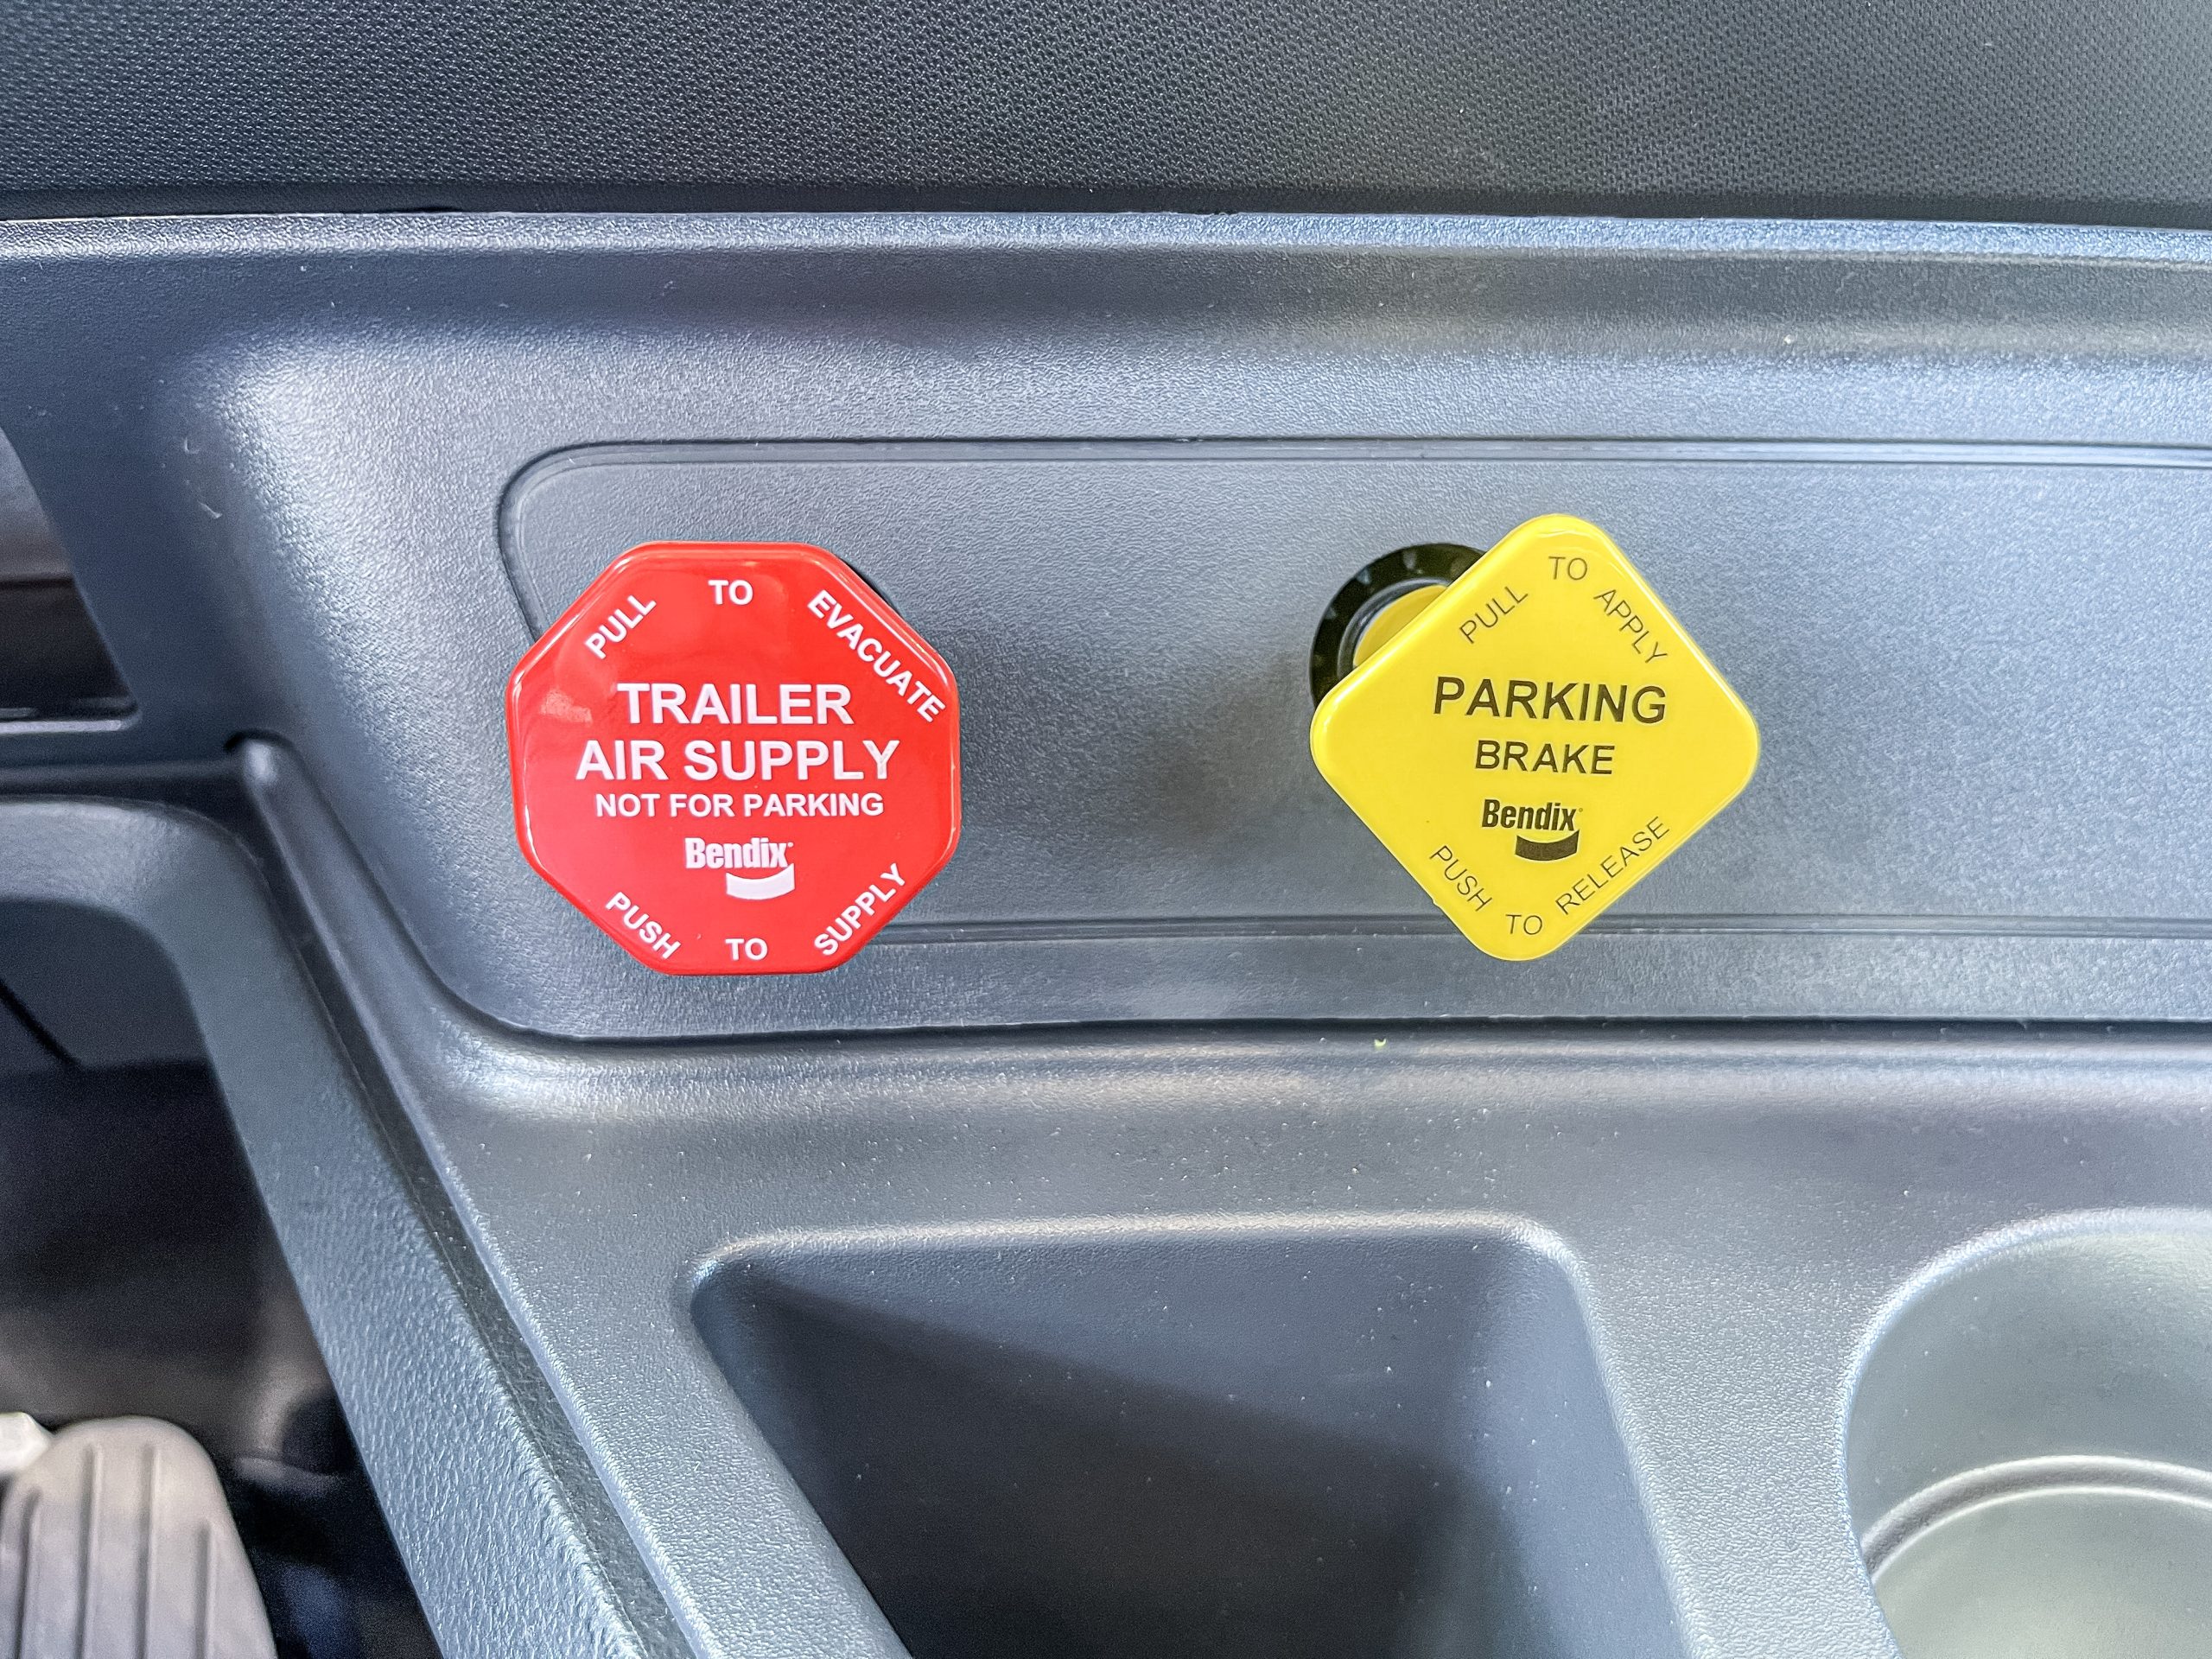 PULL TO EVACUATE
TRAILER
AIR SUPPLY
NOT FOR PARKING
Bendix
PUSH TO SUPPLY
PULL TO APPLY
PARKING
BRAKE
Bendix
PUSH TO RELEASE